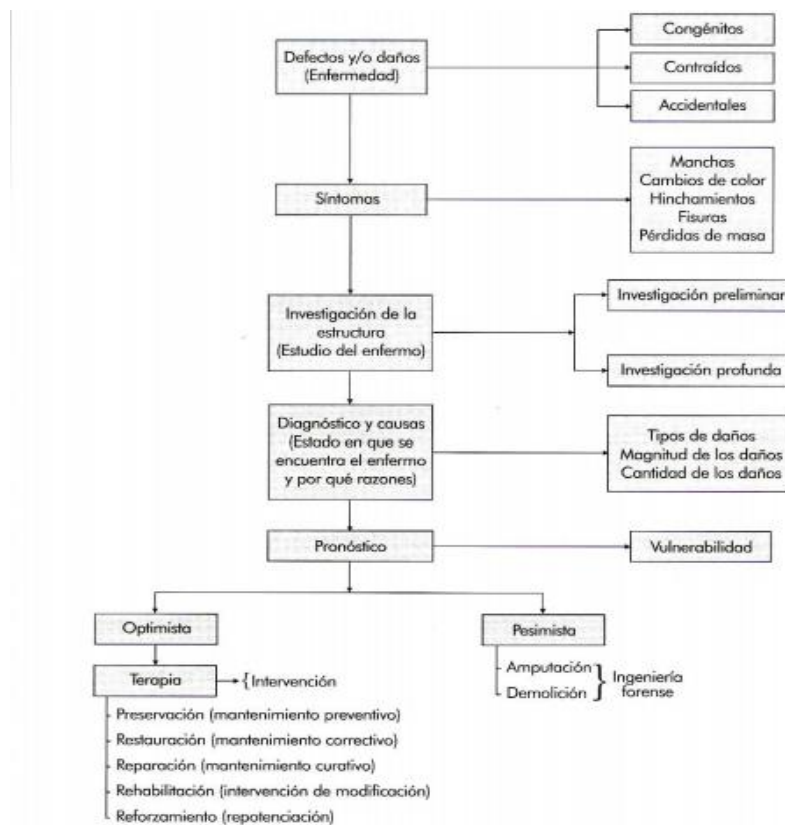 Defectos y/o daños
(Enfermedad)
Congénitos
Contraídos
Accidentales
Síntomas
Manchas
Cambios de color
Hinchamientos
Fisuras
Pérdidas de masa
Investigación de la
estructura
(Estudio del enfermo)
Investigación preliminar
Investigación profunda
Diagnóstico y causas
(Estado en que se
encuentra el enfermo
y por qué razones)
Tipos de daños
Magnitud de los daños
Cantidad de los daños
Pronóstico
Vulnerabilidad
Optimista
Terapia
Intervención
Preservación (mantenimiento preventivo)
Restauración (mantenimiento correctivo)
Reparación (mantenimiento curativo)
Rehabilitación (intervención de modificación)
Reforzamiento (repotenciación)
Pesimista
Amputación
Demolición
Ingeniería
forense